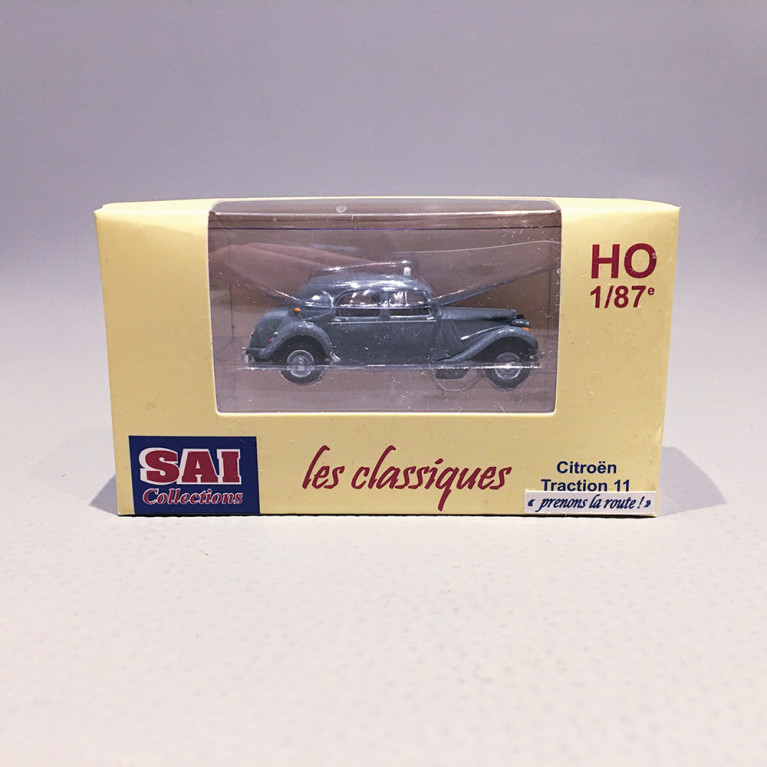 HO
1/87e
SAI
Collections
les classiques
Citroën
Traction 11
« prenons la route ! »